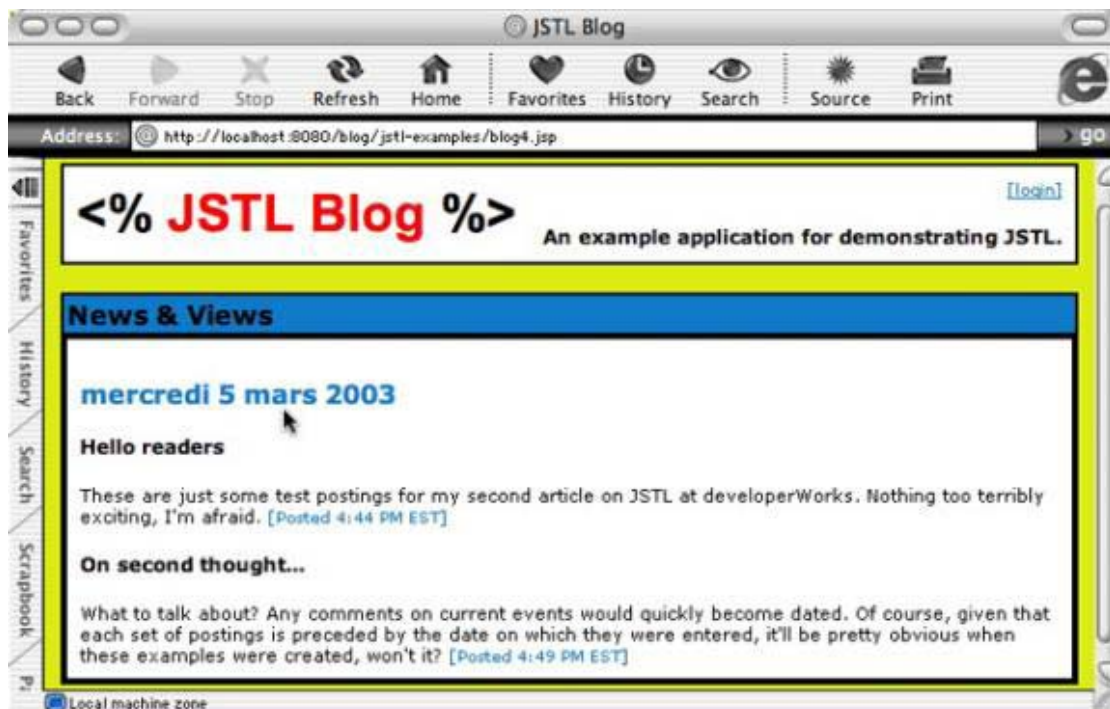 JSTL Blog
Back Forward Stop Refresh Home Favorites History Search Source Print
Address: http://localhost:8080/blog/jstl-examples/blog4.jsp go
[login]
<% JSTL Blog %>
An example application for demonstrating JSTL.
News & Views
mercredi 5 mars 2003
Hello readers
These are just some test postings for my second article on JSTL at developerWorks. Nothing too terribly
exciting, I'm afraid. [Posted 4:44 PM EST]
On second thought...
What to talk about? Any comments on current events would quickly become dated. Of course, given that
each set of postings is preceded by the date on which they were entered, it'll be pretty obvious when
these examples were created, won't it? [Posted 4:49 PM EST]
Favorites
History
Search
Scrapbook
Local machine zone